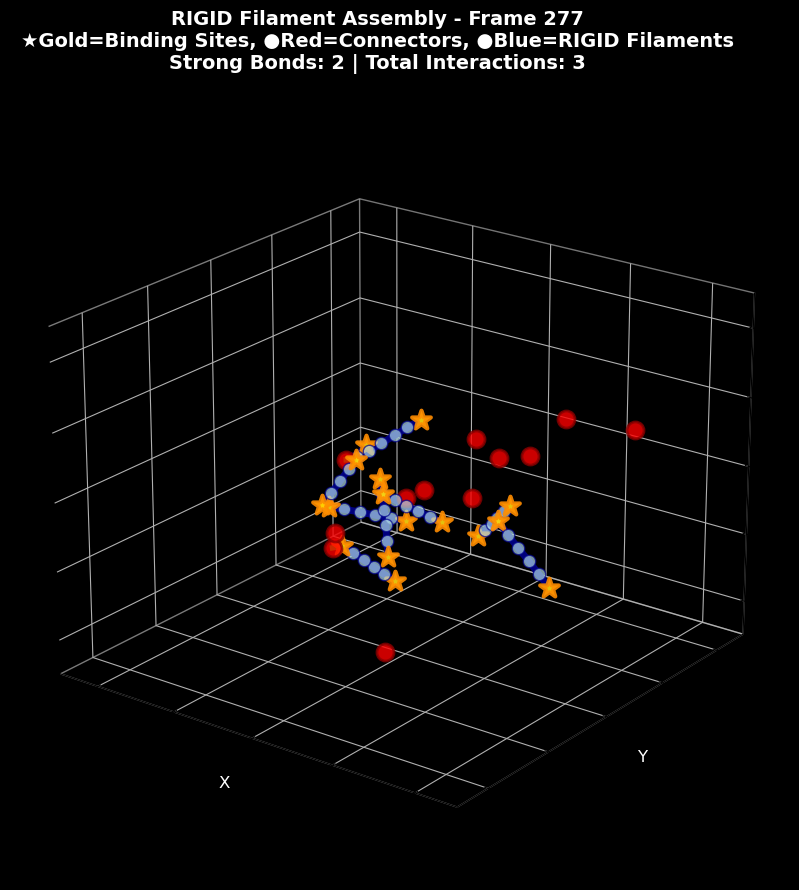 RIGID Filament Assembly - Frame 277
★Gold=Binding Sites, ●Red=Connectors, ●Blue=RIGID Filaments
Strong Bonds: 2 | Total Interactions: 3
Y
X